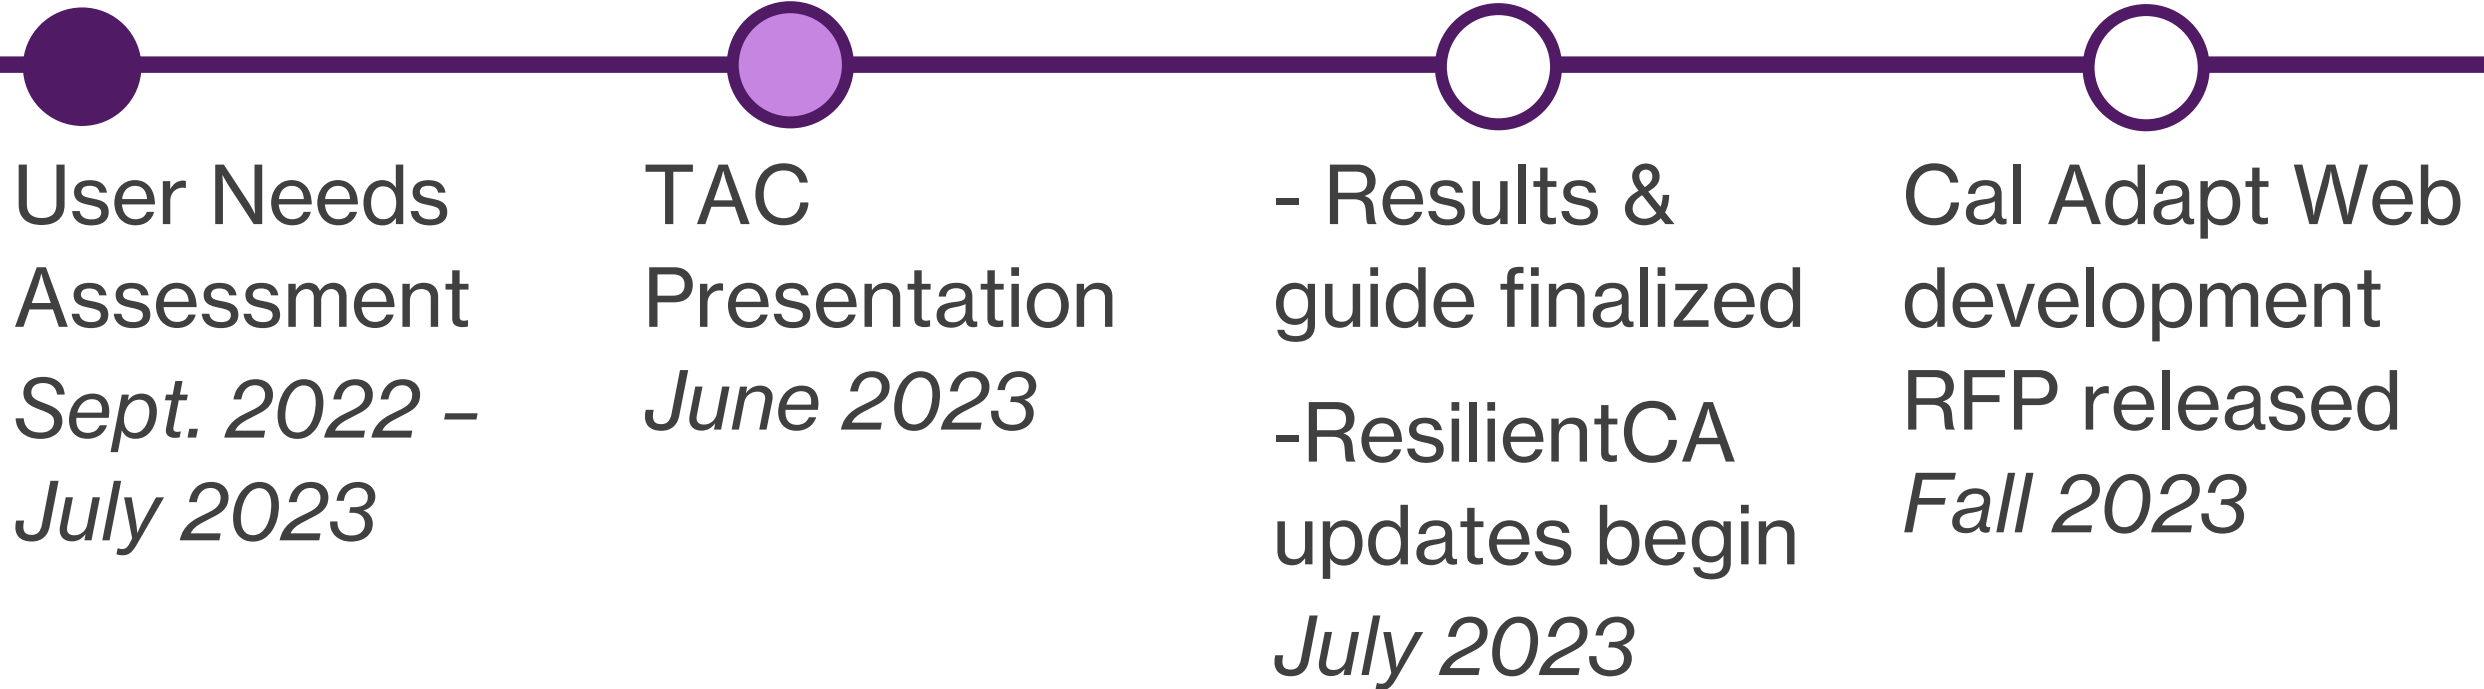 User Needs
Assessment
Sept. 2022 –
July 2023
TAC
Presentation
June 2023
- Results &
guide finalized
-ResilientCA
updates begin
July 2023
Cal Adapt Web
development
RFP released
Fall 2023